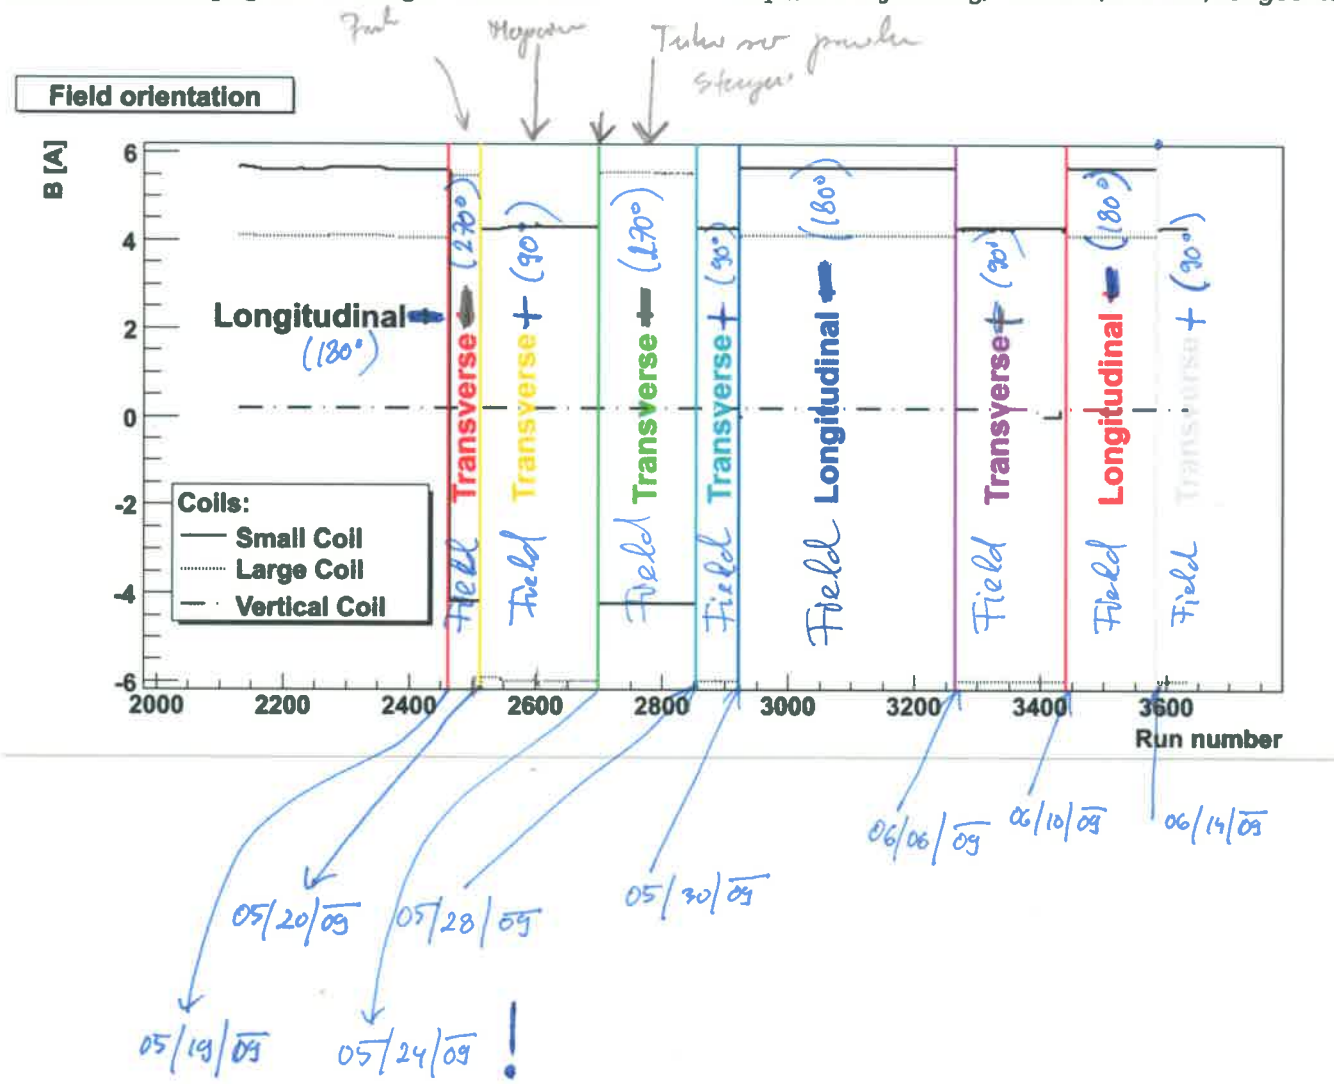 Field orientation
B [A]
6
4
2
0
-2
-4
-6
2000 2200 2400 2600 2800 3000 3200 3400 3600
Run number
Longitudinal -
(180°)
Field Transverse - (270°)
Field Transverse + (90°)
Field Transverse - (270°)
Field Transverse + (90°)
Field Longitudinal - (180°)
Field Transverse + (90°)
Field Longitudinal - (180°)
Field Transverse + (90°)
Coils:
Small Coil
Large Coil
Vertical Coil
06/06/09 06/10/09 06/14/09
05/20/09 05/28/09 05/30/09
05/19/09 05/24/09 !